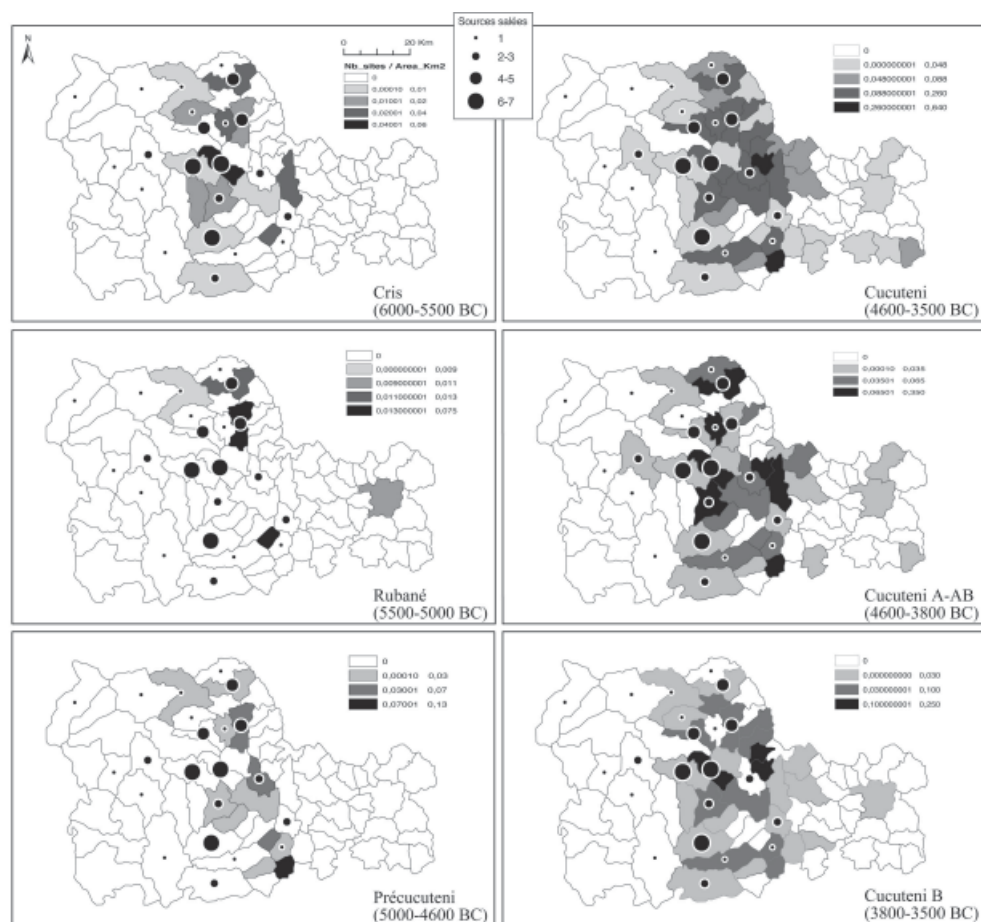 Sources salées
1
2-3
4-5
6-7
N
0 20 Km
Nb_sites / Area_Km2
0
0,00010 0,01
0,01001 0,02
0,02001 0,04
0,04001 0,06
Cris
(6000-5500 BC)
0
0,000000001 0,048
0,048000001 0,088
0,088000001 0,260
0,260000001 0,640
Cucuteni
(4600-3500 BC)
0
0,000000001 0,009
0,009000001 0,011
0,011000001 0,013
0,013000001 0,075
Rubané
(5500-5000 BC)
0
0,00010 0,035
0,03501 0,065
0,06501 0,350
Cucuteni A-AB
(4600-3800 BC)
0
0,00010 0,03
0,03001 0,07
0,07001 0,13
Précucuteni
(5000-4600 BC)
0
0,000000000 0,030
0,030000001 0,100
0,100000001 0,250
Cucuteni B
(3800-3500 BC)